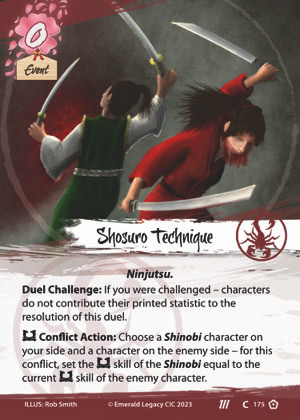 0
Event
Shosuro Technique
Ninjutsu.
Duel Challenge: If you were challenged – characters
do not contribute their printed statistic to the
resolution of this duel.
Conflict Action: Choose a Shinobi character on
your side and a character on the enemy side – for this
conflict, set the skill of the Shinobi equal to the
current skill of the enemy character.
ILLUS: Rob Smith © Emerald Legacy CIC 2023 C 175